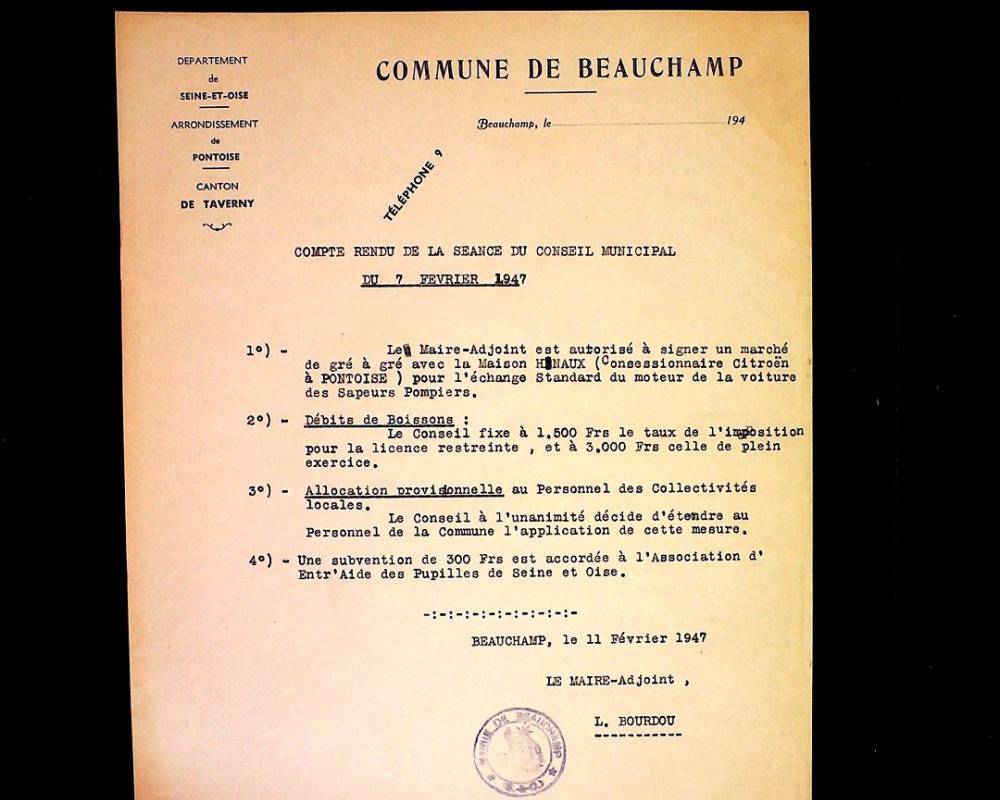 DEPARTEMENT
de
SEINE-ET-OISE
ARRONDISSEMENT
de
PONTOISE
CANTON
DE TAVERNY
COMMUNE DE BEAUCHAMP
Beauchamp, le 194
TÉLÉPHONE 9
COMPTE RENDU DE LA SEANCE DU CONSEIL MUNICIPAL
DU 7 FEVRIER 1947
1°) - Le Maire-Adjoint est autorisé à signer un marché
de gré à gré avec la Maison (Consessionnaire Citroën
à PONTOISE ) pour l'échange Standard du moteur de la voiture
des Sapeurs Pompiers.
2°) - Débits de Boissons :
Le Conseil fixe à 1.500 Frs le taux de l'imposition
pour la licence restreinte , et à 3.000 Frs celle de plein
exercice.
3°) - Allocation provisionnelle au Personnel des Collectivités
locales.
Le Conseil à l'unanimité décide d'étendre au
Personnel de la Commune l'application de cette mesure.
4°) - Une subvention de 300 Frs est accordée à l'Association d'
Entr'Aide des Pupilles de Seine et Oise.
-:-:-:-:-:-:-:-:-:-
BEAUCHAMP, le 11 Février 1947
LE MAIRE-Adjoint ,
L. BOURDOU
MAIRIE DE BEAUCHAMP